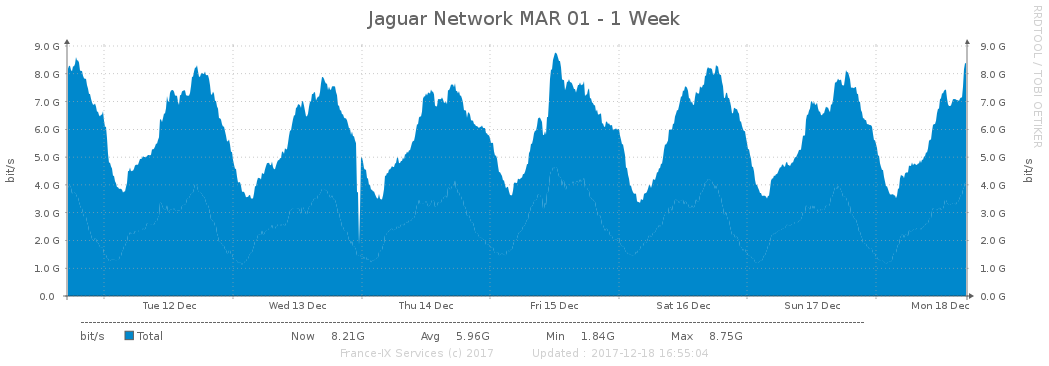 Jaguar Network MAR 01 - 1 Week
RRDTOOL / TOBI OETIKER
bit/s
9.0 G 9.0 G
8.0 G 8.0 G
7.0 G 7.0 G
6.0 G 6.0 G
5.0 G 5.0 G
4.0 G 4.0 G
3.0 G 3.0 G
2.0 G 2.0 G
1.0 G 1.0 G
0.0 0.0 G
bit/s
Tue 12 Dec Wed 13 Dec Thu 14 Dec Fri 15 Dec Sat 16 Dec Sun 17 Dec Mon 18 Dec
bit/s Total Now 8.21G Avg 5.96G Min 1.84G Max 8.75G
France-IX Services (c) 2017 Updated : 2017-12-18 16:55:04